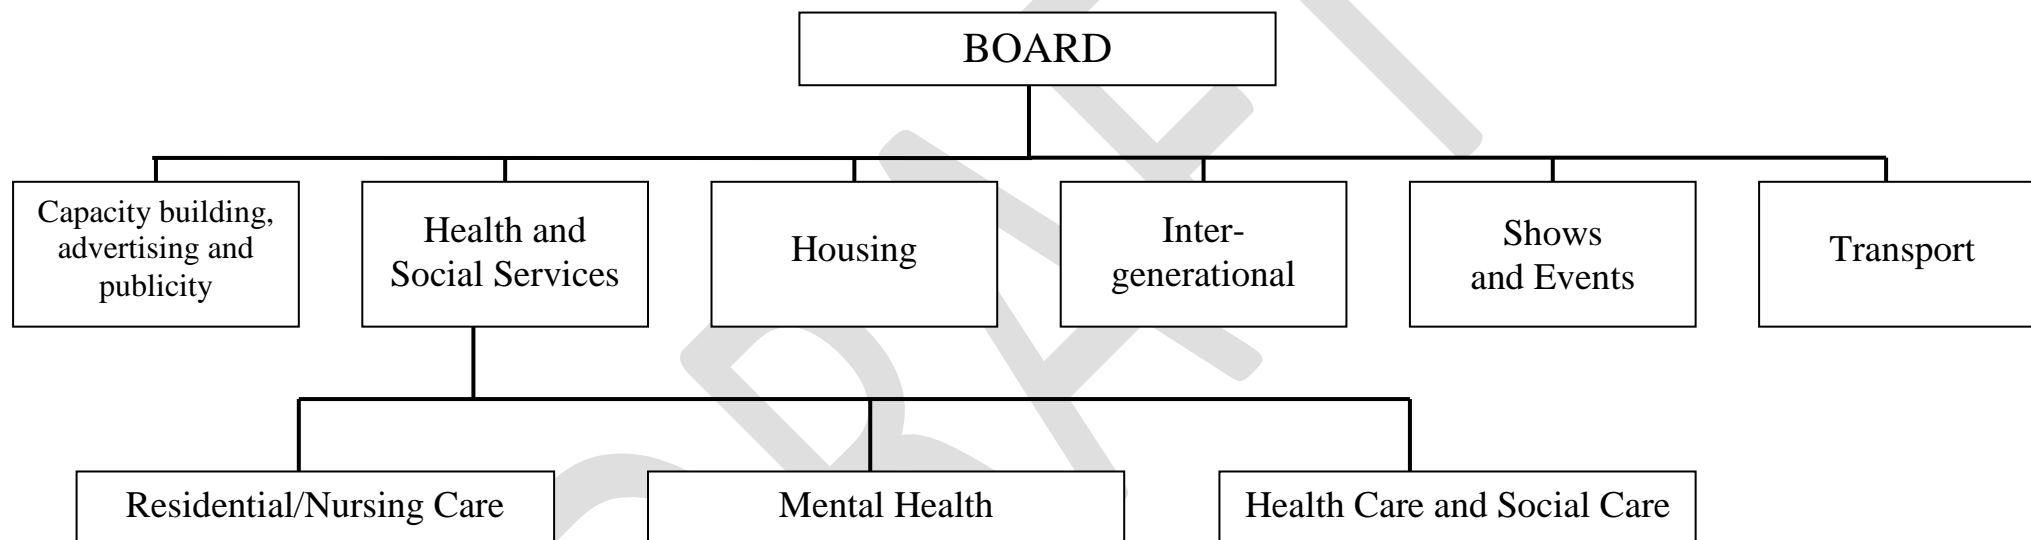 BOARD
Capacity building,
advertising and
publicity
Health and
Social Services
Housing
Inter-
generational
Shows
and Events
Transport
Residential/Nursing Care
Mental Health
Health Care and Social Care
DRAFT